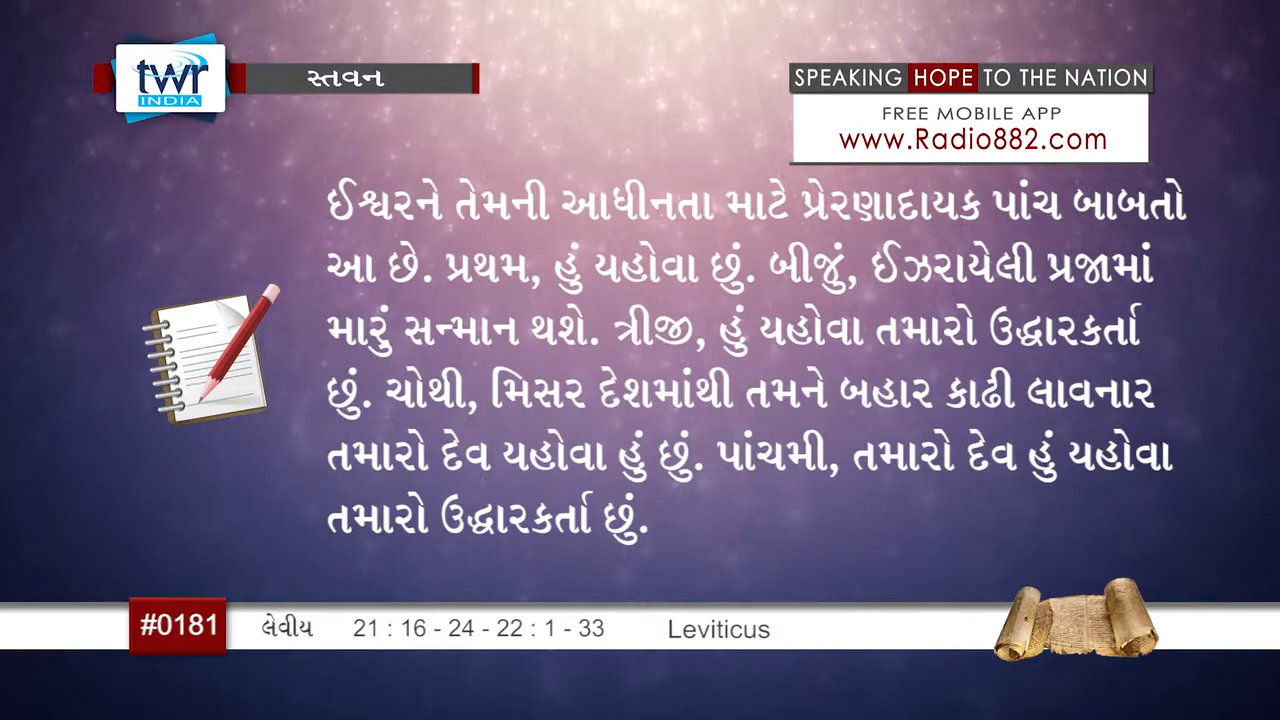 twr
INDIA
સ્તવન
SPEAKING HOPE TO THE NATION
FREE MOBILE APP
www.Radio882.com
ઈશ્વરને તેમની આધીનતા માટે પ્રેરણાદાયક પાંચ બાબતો
આ છે. પ્રથમ, હું યહોવા છું. બીજું, ઈઝરાયેલી પ્રજામાં
મારું સન્માન થશે. ત્રીજી, હું યહોવા તમારો ઉદ્ધારકર્તા
છું. ચોથી, મિસર દેશમાંથી તમને બહાર કાઢી લાવનાર
તમારો દેવ યહોવા હું છું. પાંચમી, તમારો દેવ હું યહોવા
તમારો ઉદ્ધારકર્તા છું.
#0181 લેવીય 21 : 16 - 24 - 22 : 1 - 33 Leviticus